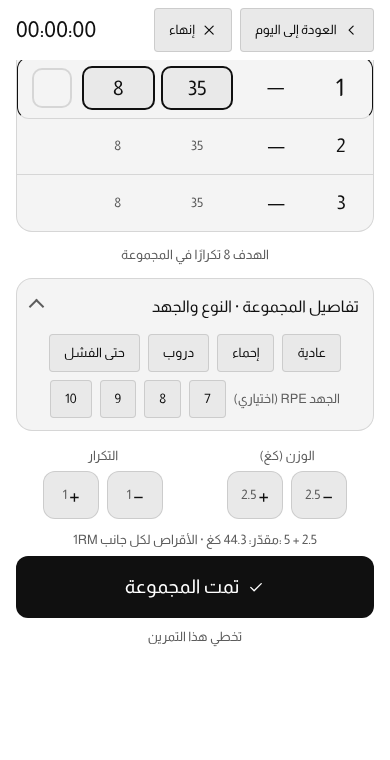 العودة إلى اليوم إنهاء 00:00:00
1 — 35 8
2 — 35 8
3 — 35 8
الهدف 8 تكرارًا في المجموعة
تفاصيل المجموعة · النوع والجهد
عادية إحماء دروب حتى الفشل
الجهد RPE (اختياري) 7 8 9 10
الوزن (كغ) التكرار
−2.5 +2.5 −1 +1
1RM مقدّر: 44.3 كغ · الأقراص لكل جانب: 5 + 2.5
تمت المجموعة
تخطي هذا التمرين